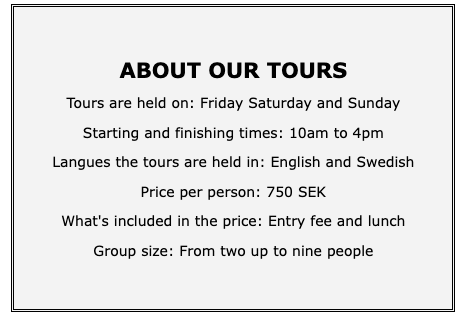 ABOUT OUR TOURS
Tours are held on: Friday Saturday and Sunday
Starting and finishing times: 10am to 4pm
Langues the tours are held in: English and Swedish
Price per person: 750 SEK
What's included in the price: Entry fee and lunch
Group size: From two up to nine people